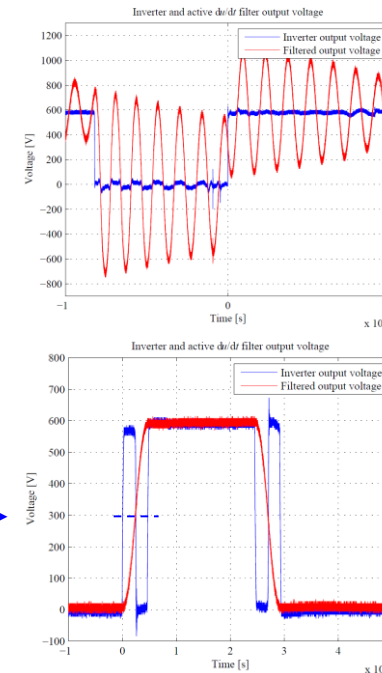 Inverter and active du/dt filter output voltage
Inverter output voltage
Filtered output voltage
1200
1000
800
600
400
200
0
−200
−400
−600
−800
Voltage [V]
−1
0
Time [s]
x 10
Inverter and active du/dt filter output voltage
Inverter output voltage
Filtered output voltage
800
700
600
500
400
300
200
100
0
−100
Voltage [V]
−1
0
1
2
3
4
Time [s]
x 10